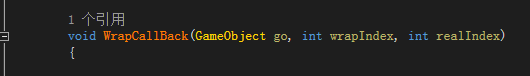 1 个引用
void WrapCallBack(GameObject go, int wrapIndex, int realIndex)
{